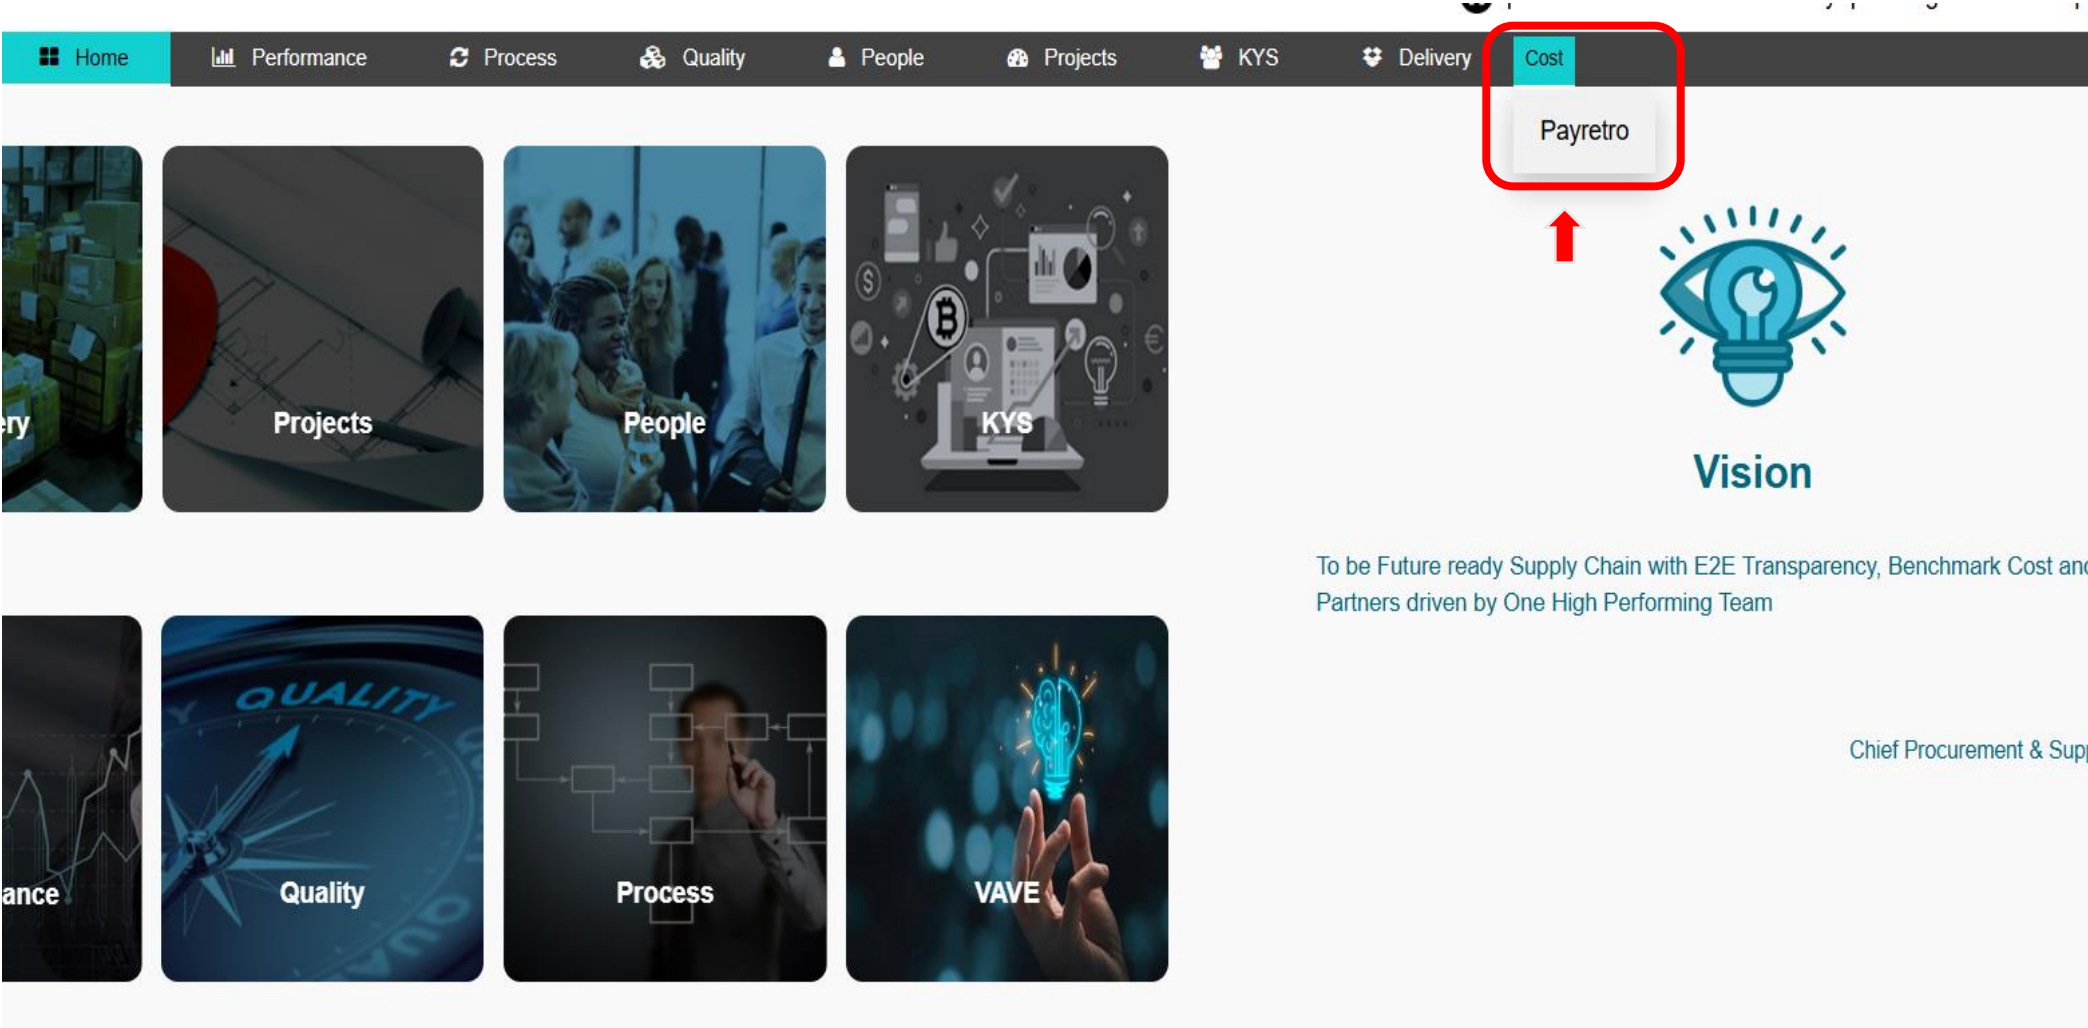 Home Performance Process Quality People Projects KYS Delivery Cost
Payretro
Projects
People
KYS
Vision
To be Future ready Supply Chain with E2E Transparency, Benchmark Cost and
Partners driven by One High Performing Team
Chief Procurement &
QUALITY
Quality
Process
VAVE